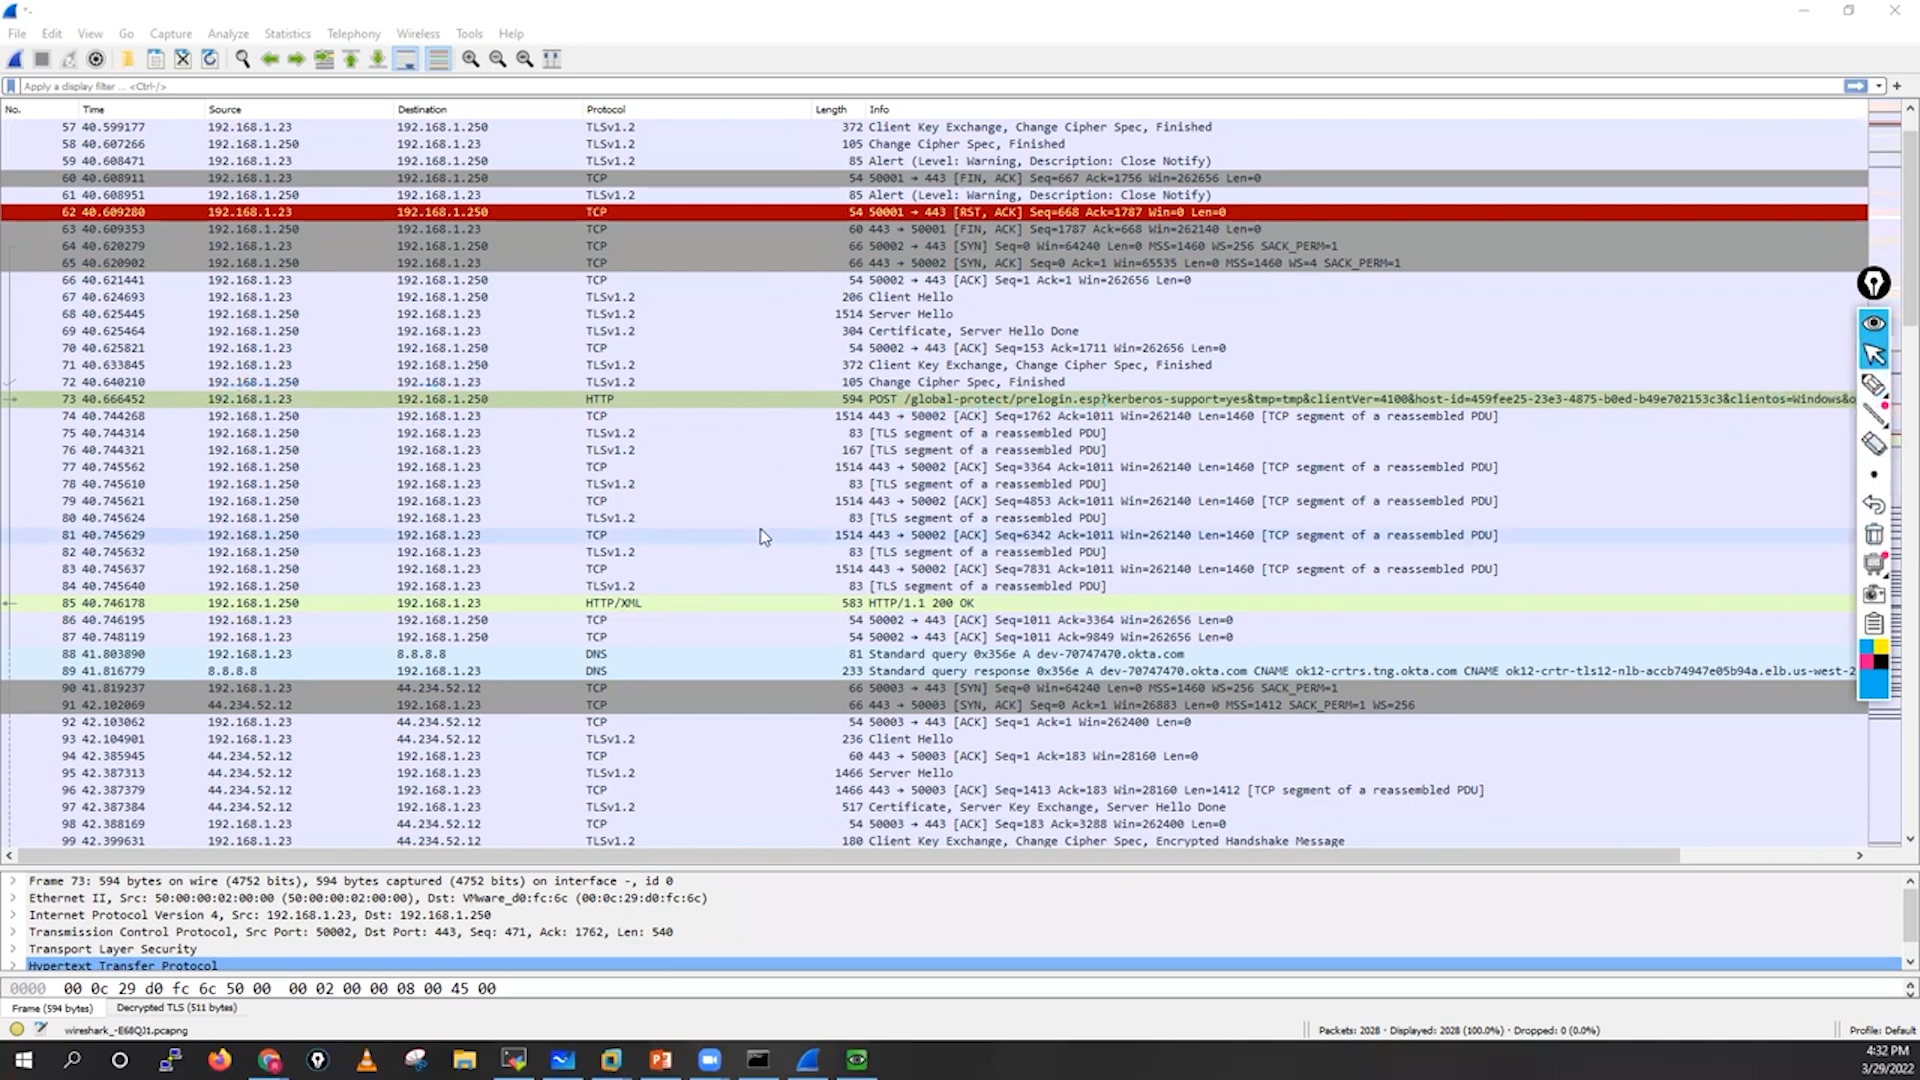 File Edit View Go Capture Analyze Statistics Telephony Wireless Tools Help
Apply a display filter ... <Ctrl-/>
No. Time Source Destination Protocol Length Info
57 40.599177 192.168.1.23 192.168.1.250 TLSv1.2 372 Client Key Exchange, Change Cipher Spec, Finished
58 40.607266 192.168.1.250 192.168.1.23 TLSv1.2 105 Change Cipher Spec, Finished
59 40.608471 192.168.1.23 192.168.1.250 TLSv1.2 85 Alert (Level: Warning, Description: Close Notify)
60 40.608911 192.168.1.23 192.168.1.250 TCP 54 50001 → 443 [FIN, ACK] Seq=667 Ack=1756 Win=262656 Len=0
61 40.608951 192.168.1.250 192.168.1.23 TLSv1.2 85 Alert (Level: Warning, Description: Close Notify)
62 40.609280 192.168.1.23 192.168.1.250 TCP 54 50001 → 443 [RST, ACK] Seq=668 Ack=1787 Win=0 Len=0
63 40.609353 192.168.1.250 192.168.1.23 TCP 60 443 → 50001 [FIN, ACK] Seq=1787 Ack=668 Win=262140 Len=0
64 40.620279 192.168.1.23 192.168.1.250 TCP 66 50002 → 443 [SYN] Seq=0 Win=64240 Len=0 MSS=1460 WS=256 SACK_PERM=1
65 40.620902 192.168.1.250 192.168.1.23 TCP 66 443 → 50002 [SYN, ACK] Seq=0 Ack=1 Win=65535 Len=0 MSS=1460 WS=4 SACK_PERM=1
66 40.621441 192.168.1.23 192.168.1.250 TCP 54 50002 → 443 [ACK] Seq=1 Ack=1 Win=262656 Len=0
67 40.624693 192.168.1.23 192.168.1.250 TLSv1.2 206 Client Hello
68 40.625445 192.168.1.250 192.168.1.23 TLSv1.2 1514 Server Hello
69 40.625464 192.168.1.250 192.168.1.23 TLSv1.2 304 Certificate, Server Hello Done
70 40.625821 192.168.1.23 192.168.1.250 TCP 54 50002 → 443 [ACK] Seq=153 Ack=1711 Win=262656 Len=0
71 40.633845 192.168.1.23 192.168.1.250 TLSv1.2 372 Client Key Exchange, Change Cipher Spec, Finished
72 40.640210 192.168.1.250 192.168.1.23 TLSv1.2 105 Change Cipher Spec, Finished
73 40.666452 192.168.1.23 192.168.1.250 HTTP 594 POST /global-protect/prelogin.esp?kerberos-support=yes&tmp=tmp&clientVer=4100&host-id=459fee25-23e3-4875-b0ed-b49e702153c3&clientos=Windows&o
74 40.744268 192.168.1.250 192.168.1.23 TCP 1514 443 → 50002 [ACK] Seq=1762 Ack=1011 Win=262140 Len=1460 [TCP segment of a reassembled PDU]
75 40.744314 192.168.1.250 192.168.1.23 TLSv1.2 83 [TLS segment of a reassembled PDU]
76 40.744321 192.168.1.250 192.168.1.23 TLSv1.2 167 [TLS segment of a reassembled PDU]
77 40.745562 192.168.1.250 192.168.1.23 TCP 1514 443 → 50002 [ACK] Seq=3364 Ack=1011 Win=262140 Len=1460 [TCP segment of a reassembled PDU]
78 40.745610 192.168.1.250 192.168.1.23 TLSv1.2 83 [TLS segment of a reassembled PDU]
79 40.745621 192.168.1.250 192.168.1.23 TCP 1514 443 → 50002 [ACK] Seq=4853 Ack=1011 Win=262140 Len=1460 [TCP segment of a reassembled PDU]
80 40.745624 192.168.1.250 192.168.1.23 TLSv1.2 83 [TLS segment of a reassembled PDU]
81 40.745629 192.168.1.250 192.168.1.23 TCP 1514 443 → 50002 [ACK] Seq=6342 Ack=1011 Win=262140 Len=1460 [TCP segment of a reassembled PDU]
82 40.745632 192.168.1.250 192.168.1.23 TLSv1.2 83 [TLS segment of a reassembled PDU]
83 40.745637 192.168.1.250 192.168.1.23 TCP 1514 443 → 50002 [ACK] Seq=7831 Ack=1011 Win=262140 Len=1460 [TCP segment of a reassembled PDU]
84 40.745640 192.168.1.250 192.168.1.23 TLSv1.2 83 [TLS segment of a reassembled PDU]
85 40.746178 192.168.1.250 192.168.1.23 HTTP/XML 583 HTTP/1.1 200 OK
86 40.746195 192.168.1.23 192.168.1.250 TCP 54 50002 → 443 [ACK] Seq=1011 Ack=3364 Win=262656 Len=0
87 40.748119 192.168.1.23 192.168.1.250 TCP 54 50002 → 443 [ACK] Seq=1011 Ack=9849 Win=262656 Len=0
88 41.803890 192.168.1.23 8.8.8.8 DNS 81 Standard query 0x356e A dev-70747470.okta.com
89 41.816779 8.8.8.8 192.168.1.23 DNS 233 Standard query response 0x356e A dev-70747470.okta.com CNAME ok12-crtrs.tng.okta.com CNAME ok12-crtr-tls12-nlb-accb74947e05b94a.elb.us-west-2
90 41.819237 192.168.1.23 44.234.52.12 TCP 66 50003 → 443 [SYN] Seq=0 Win=64240 Len=0 MSS=1460 WS=256 SACK_PERM=1
91 42.102069 44.234.52.12 192.168.1.23 TCP 66 443 → 50003 [SYN, ACK] Seq=0 Ack=1 Win=26883 Len=0 MSS=1412 SACK_PERM=1 WS=256
92 42.103062 192.168.1.23 44.234.52.12 TCP 54 50003 → 443 [ACK] Seq=1 Ack=1 Win=262400 Len=0
93 42.104901 192.168.1.23 44.234.52.12 TLSv1.2 236 Client Hello
94 42.385945 44.234.52.12 192.168.1.23 TCP 60 443 → 50003 [ACK] Seq=1 Ack=183 Win=28160 Len=0
95 42.387313 44.234.52.12 192.168.1.23 TLSv1.2 1466 Server Hello
96 42.387379 44.234.52.12 192.168.1.23 TCP 1466 443 → 50003 [ACK] Seq=1413 Ack=183 Win=28160 Len=1412 [TCP segment of a reassembled PDU]
97 42.387384 44.234.52.12 192.168.1.23 TLSv1.2 517 Certificate, Server Key Exchange, Server Hello Done
98 42.388169 192.168.1.23 44.234.52.12 TCP 54 50003 → 443 [ACK] Seq=183 Ack=3288 Win=262400 Len=0
99 42.399631 192.168.1.23 44.234.52.12 TLSv1.2 180 Client Key Exchange, Change Cipher Spec, Encrypted Handshake Message
Frame 73: 594 bytes on wire (4752 bits), 594 bytes captured (4752 bits) on interface -, id 0
Ethernet II, Src: 50:00:00:02:00:00 (50:00:00:02:00:00), Dst: VMware_d0:fc:6c (00:0c:29:d0:fc:6c)
Internet Protocol Version 4, Src: 192.168.1.23, Dst: 192.168.1.250
Transmission Control Protocol, Src Port: 50002, Dst Port: 443, Seq: 471, Ack: 1762, Len: 540
Transport Layer Security
Hypertext Transfer Protocol
0000 00 0c 29 d0 fc 6c 50 00 00 02 00 00 08 00 45 00
Frame (594 bytes) Decrypted TLS (511 bytes)
wireshark_-E68QJ1.pcapng Packets: 2028 · Displayed: 2028 (100.0%) · Dropped: 0 (0.0%) Profile: Default
4:32 PM
3/29/2022